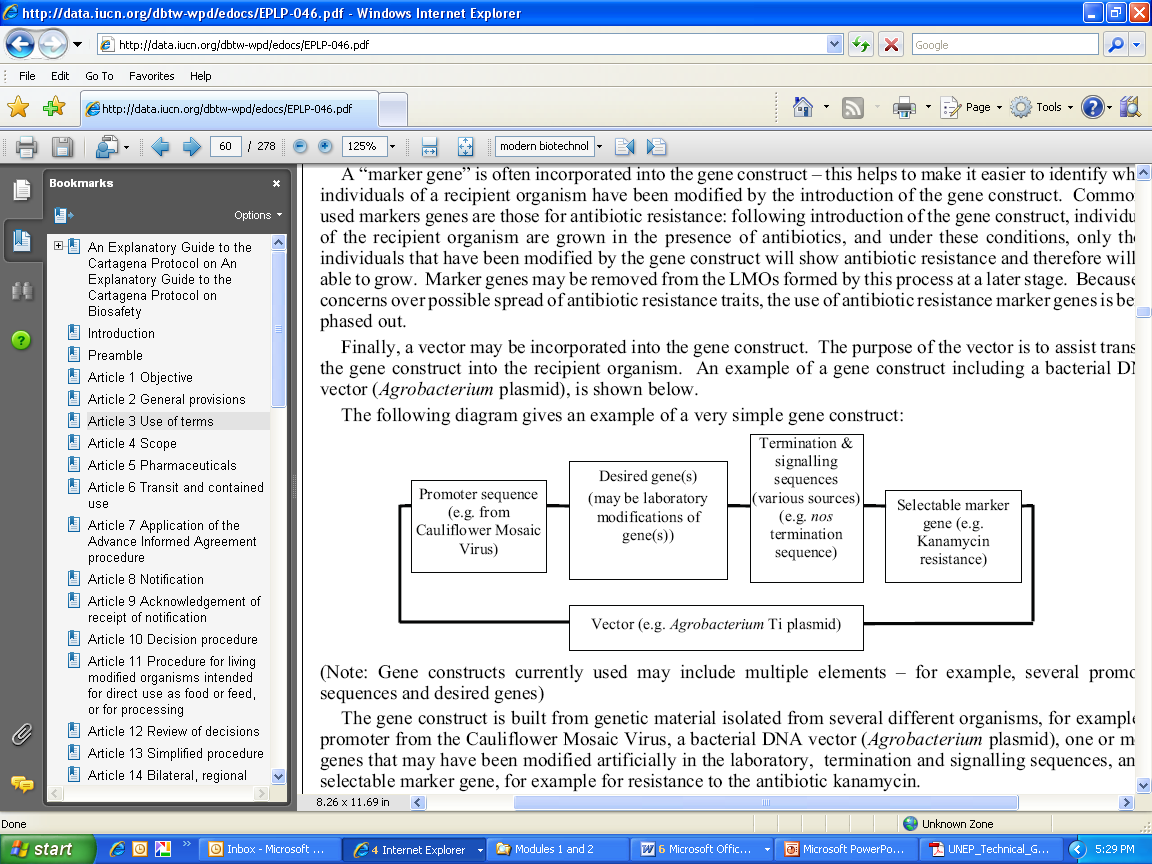 http://data.iucn.org/dbtw-wpd/edocs/EPLP-046.pdf - Windows Internet Explorer
http://data.iucn.org/dbtw-wpd/edocs/EPLP-046.pdf
Google
File Edit Go To Favorites Help
http://data.iucn.org/dbtw-wpd/edocs/EPLP-046.pdf
Page Tools
60 / 278 125% modern biotechnol
Bookmarks
Options
An Explanatory Guide to the
Cartagena Protocol on An
Explanatory Guide to the
Cartagena Protocol on
Biosafety
Introduction
Preamble
Article 1 Objective
Article 2 General provisions
Article 3 Use of terms
Article 4 Scope
Article 5 Pharmaceuticals
Article 6 Transit and contained
use
Article 7 Application of the
Advance Informed Agreement
procedure
Article 8 Notification
Article 9 Acknowledgement of
receipt of notification
Article 10 Decision procedure
Article 11 Procedure for living
modified organisms intended
for direct use as food or feed,
or for processing
Article 12 Review of decisions
Article 13 Simplified procedure
Article 14 Bilateral, regional
A “marker gene” is often incorporated into the gene construct – this helps to make it easier to identify wh
individuals of a recipient organism have been modified by the introduction of the gene construct. Commo
used markers genes are those for antibiotic resistance: following introduction of the gene construct, individu
of the recipient organism are grown in the presence of antibiotics, and under these conditions, only th
individuals that have been modified by the gene construct will show antibiotic resistance and therefore will
able to grow. Marker genes may be removed from the LMOs formed by this process at a later stage. Because
concerns over possible spread of antibiotic resistance traits, the use of antibiotic resistance marker genes is be
phased out.
Finally, a vector may be incorporated into the gene construct. The purpose of the vector is to assist trans
the gene construct into the recipient organism. An example of a gene construct including a bacterial DN
vector (Agrobacterium plasmid), is shown below.
The following diagram gives an example of a very simple gene construct:
Promoter sequence
(e.g. from
Cauliflower Mosaic
Virus)
Desired gene(s)
(may be laboratory
modifications of
gene(s))
Termination &
signalling
sequences
(various sources)
(e.g. nos
termination
sequence)
Selectable marker
gene (e.g.
Kanamycin
resistance)
Vector (e.g. Agrobacterium Ti plasmid)
(Note: Gene constructs currently used may include multiple elements – for example, several promo
sequences and desired genes)
The gene construct is built from genetic material isolated from several different organisms, for example
promoter from the Cauliflower Mosaic Virus, a bacterial DNA vector (Agrobacterium plasmid), one or m
genes that may have been modified artificially in the laboratory, termination and signalling sequences, an
selectable marker gene, for example for resistance to the antibiotic kanamycin.
8.26 x 11.69 in
Done
Unknown Zone
start
Inbox - Microsoft ...
4 Internet Explorer
Modules 1 and 2
6 Microsoft Offic...
Microsoft PowerPo...
UNEP_Technical_G...
5:29 PM